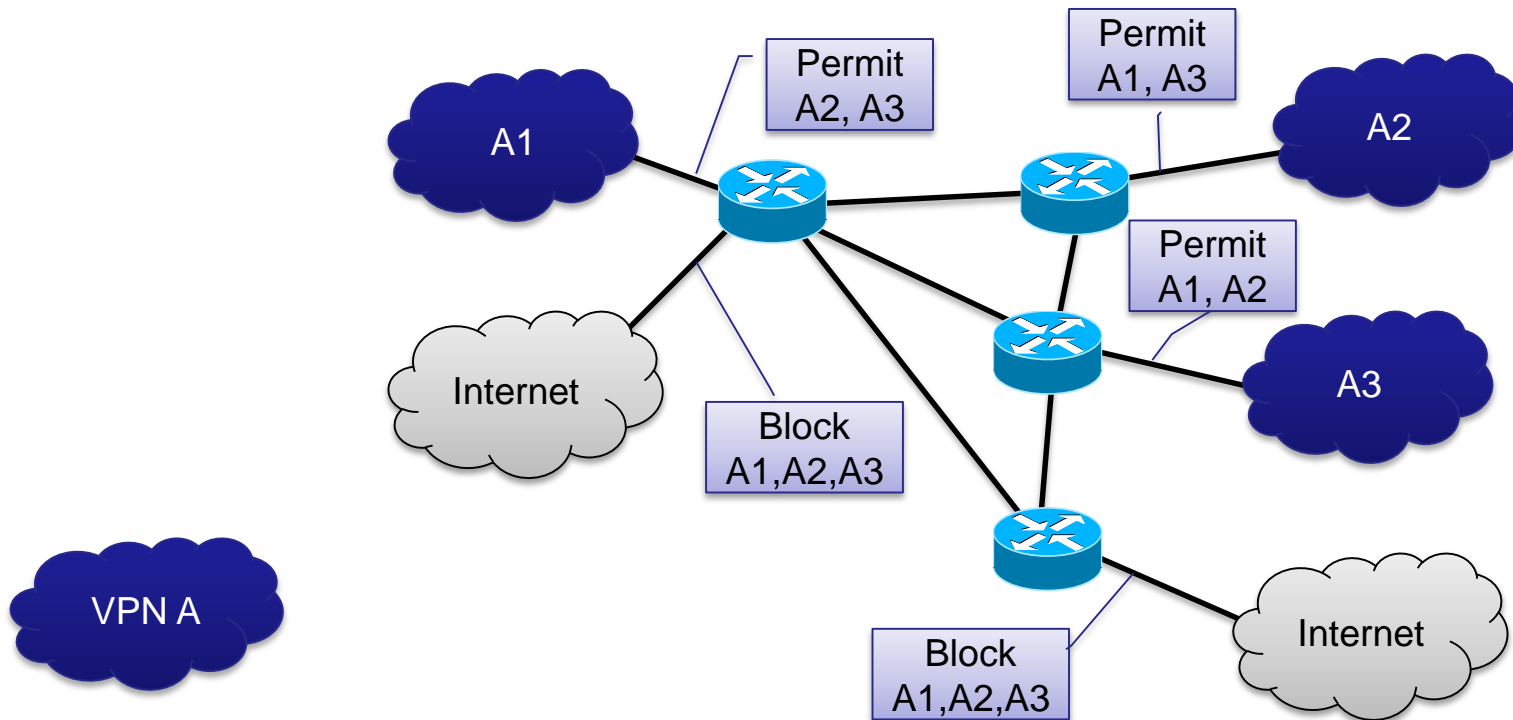 Permit
A1, A3
Permit
A2, A3
A1
A2
Permit
A1, A2
Internet
A3
Block
A1,A2,A3
VPN A
Internet
Block
A1,A2,A3